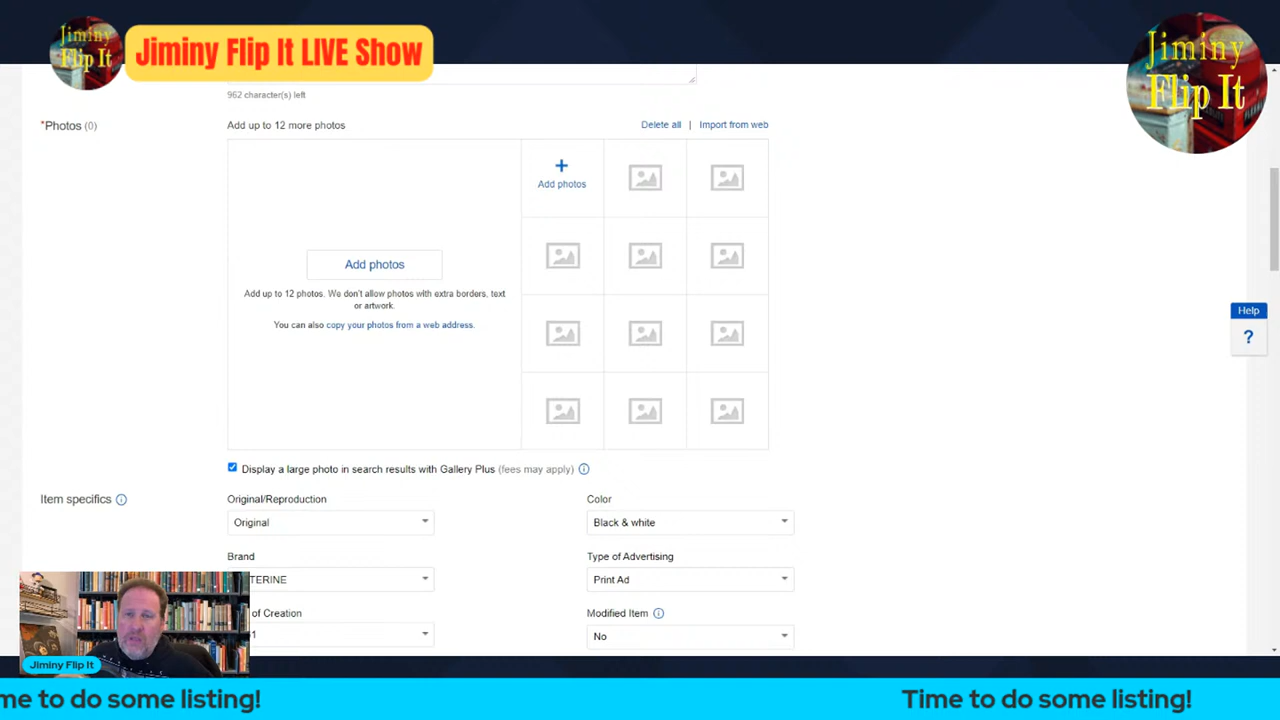 Jiminy
Flip It
Jiminy Flip It LIVE Show
Jiminy
Flip It
962 character(s) left
*Photos (0)
Add up to 12 more photos
Delete all | Import from web
+
Add photos
Add photos
Add up to 12 photos. We don't allow photos with extra borders, text
or artwork.
You can also copy your photos from a web address.
Help
?
Display a large photo in search results with Gallery Plus (fees may apply)
Item specifics
Original/Reproduction
Color
Original
Black & white
Brand
Type of Advertising
TERINE
Print Ad
of Creation
Modified Item
1
No
Jiminy Flip It
me to do some listing!
Time to do some listing!